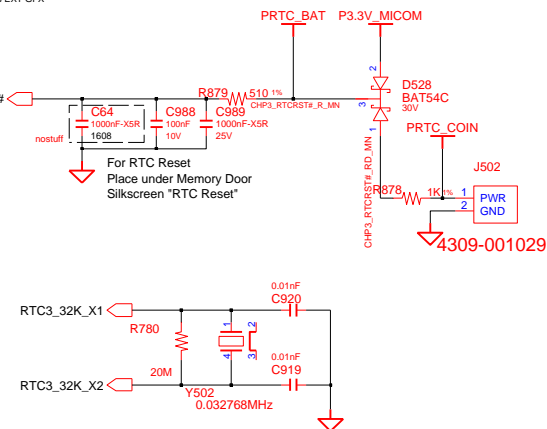 PRTC_BAT P3.3V_MICOM
#
R879 510 1%
CHP3_RTCRST#_R_MN
2
3
1
D528
BAT54C
30V
C64
1000nF-X5R
1608
nostuff
C988
100nF
10V
C989
1000nF-X5R
25V
For RTC Reset
Place under Memory Door
Silkscreen "RTC Reset"
CHP3_RTCRST#_RD_MN
PRTC_COIN
R878 1K 1%
J502
1 PWR
2 GND
4309-001029
RTC3_32K_X1
R780
20M
1 2
4 3
0.01nF
C920
0.01nF
C919
RTC3_32K_X2
Y502
0.032768MHz